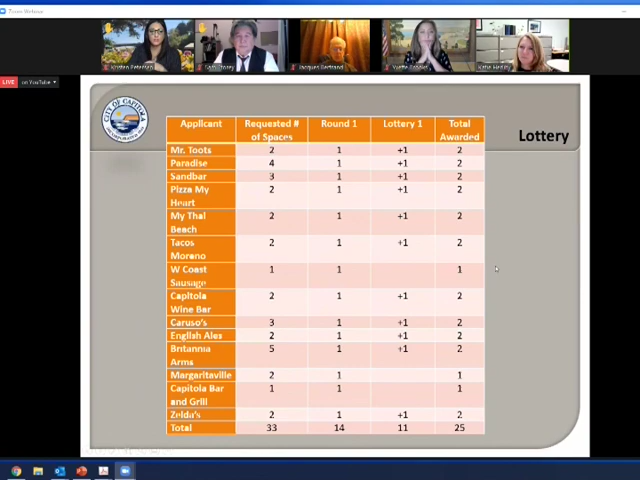 Zoom Webinar
Kristen Petersen
Sam Storey
Jacques Bertrand
Yvette Brooks
Katie Herlihy
LIVE on YouTube
CITY OF CAPITOLA
Lottery
Applicant Requested # of Spaces Round 1 Lottery 1 Total Awarded
Mr. Toots 2 1 +1 2
Paradise 4 1 +1 2
Sandbar 3 1 +1 2
Pizza My Heart 2 1 +1 2
My Thai Beach 2 1 +1 2
Tacos Moreno 2 1 +1 2
W Coast Sausage 1 1 1
Capitola Wine Bar 2 1 +1 2
Caruso's 3 1 +1 2
English Ales 2 1 +1 2
Britannia Arms 5 1 +1 2
Margaritaville 2 1 1
Capitola Bar and Grill 1 1 1
Zelda's 2 1 +1 2
Total 33 14 11 25